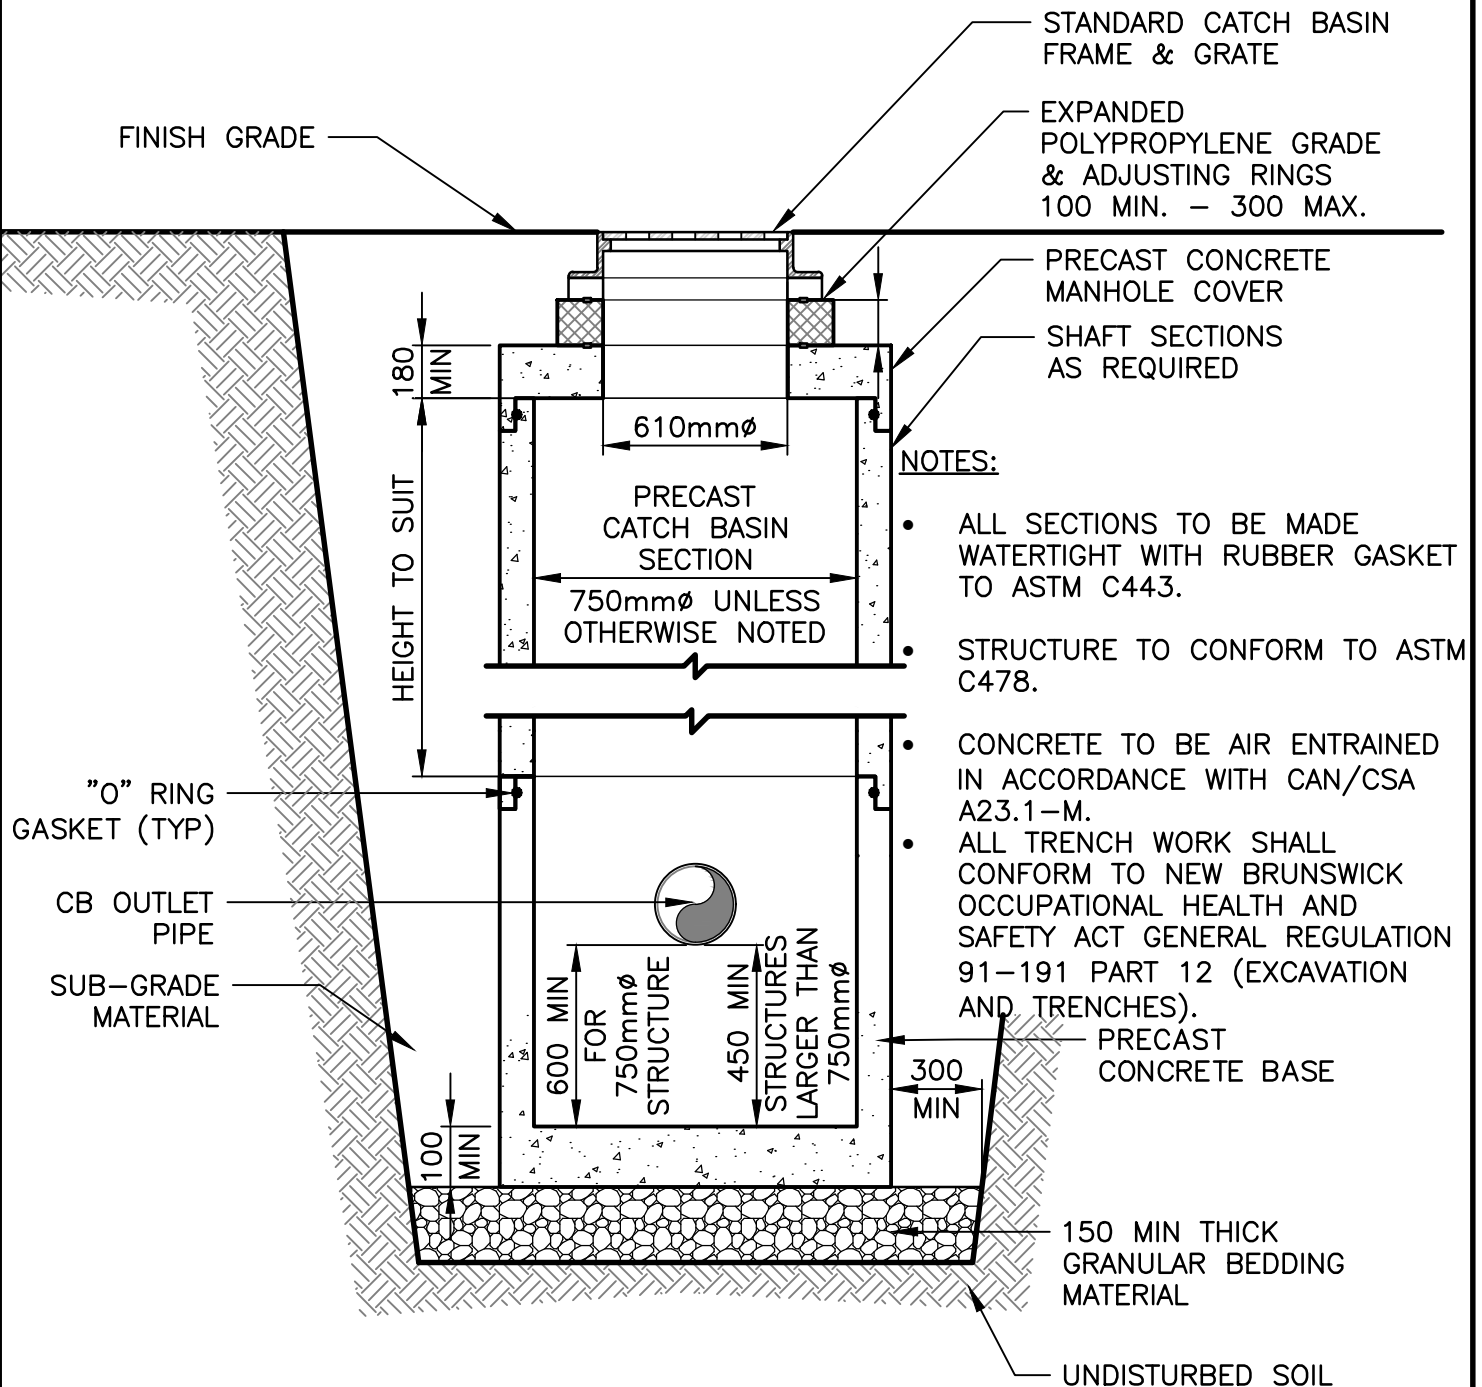 STANDARD CATCH BASIN
FRAME & GRATE
EXPANDED
POLYPROPYLENE GRADE
& ADJUSTING RINGS
100 MIN. – 300 MAX.
FINISH GRADE
PRECAST CONCRETE
MANHOLE COVER
SHAFT SECTIONS
AS REQUIRED
180
MIN
610mmø
HEIGHT TO SUIT
PRECAST
CATCH BASIN
SECTION
750mmø UNLESS
OTHERWISE NOTED
NOTES:
• ALL SECTIONS TO BE MADE
WATERTIGHT WITH RUBBER GASKET
TO ASTM C443.
• STRUCTURE TO CONFORM TO ASTM
C478.
• CONCRETE TO BE AIR ENTRAINED
IN ACCORDANCE WITH CAN/CSA
A23.1–M.
• ALL TRENCH WORK SHALL
CONFORM TO NEW BRUNSWICK
OCCUPATIONAL HEALTH AND
SAFETY ACT GENERAL REGULATION
91–191 PART 12 (EXCAVATION
AND TRENCHES).
"O" RING
GASKET (TYP)
CB OUTLET
PIPE
SUB–GRADE
MATERIAL
600 MIN
FOR
750mmø
STRUCTURE
450 MIN
STRUCTURES
LARGER THAN
750mmø
PRECAST
CONCRETE BASE
300
MIN
100
MIN
150 MIN THICK
GRANULAR BEDDING
MATERIAL
UNDISTURBED SOIL